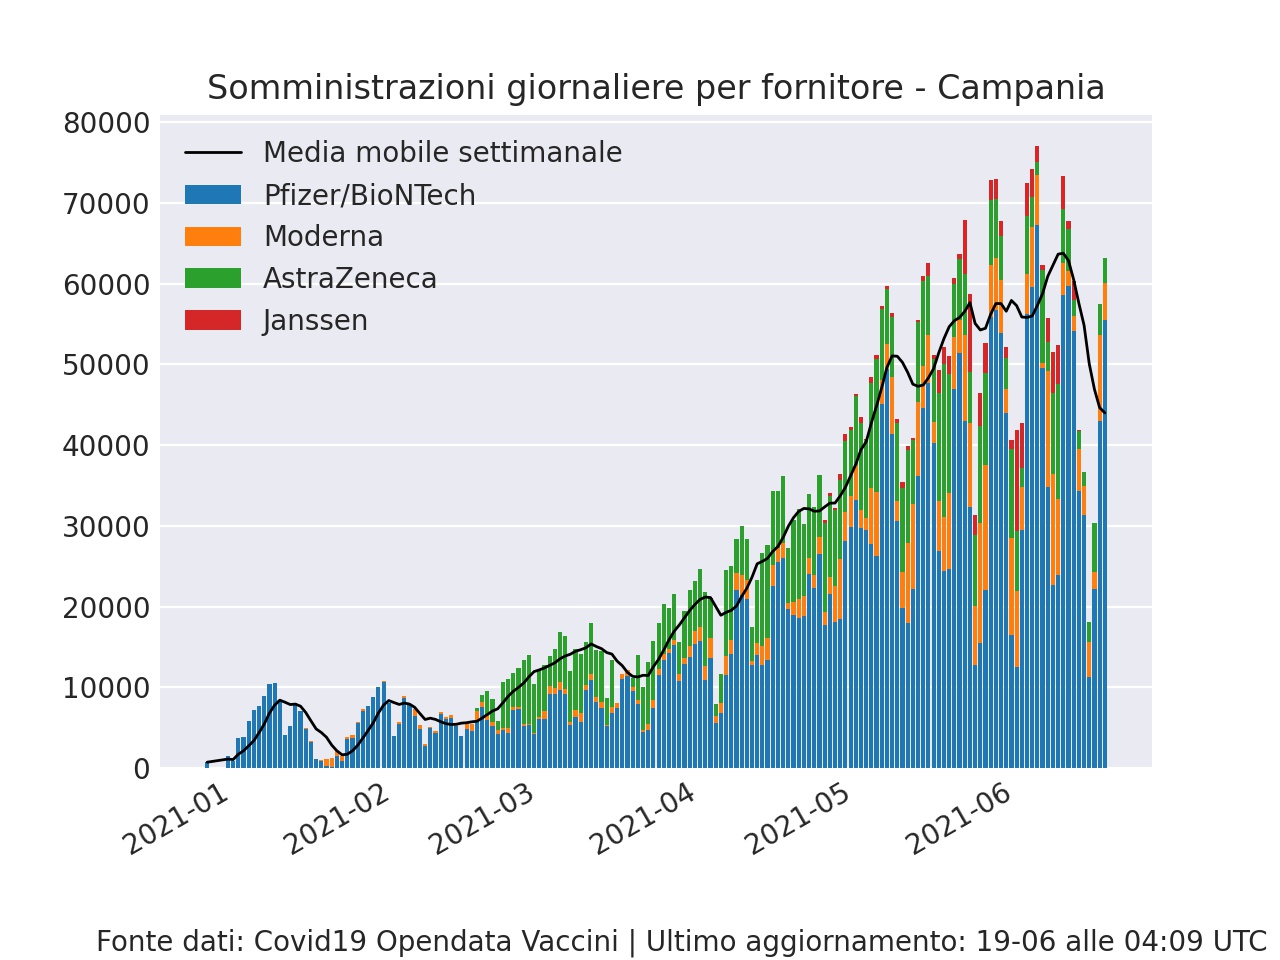 Somministrazioni giornaliere per fornitore - Campania
80000
70000
60000
50000
40000
30000
20000
10000
0
Media mobile settimanale
Pfizer/BioNTech
Moderna
AstraZeneca
Janssen
2021-01
2021-02
2021-03
2021-04
2021-05
2021-06
Fonte dati: Covid19 Opendata Vaccini | Ultimo aggiornamento: 19-06 alle 04:09 UTC